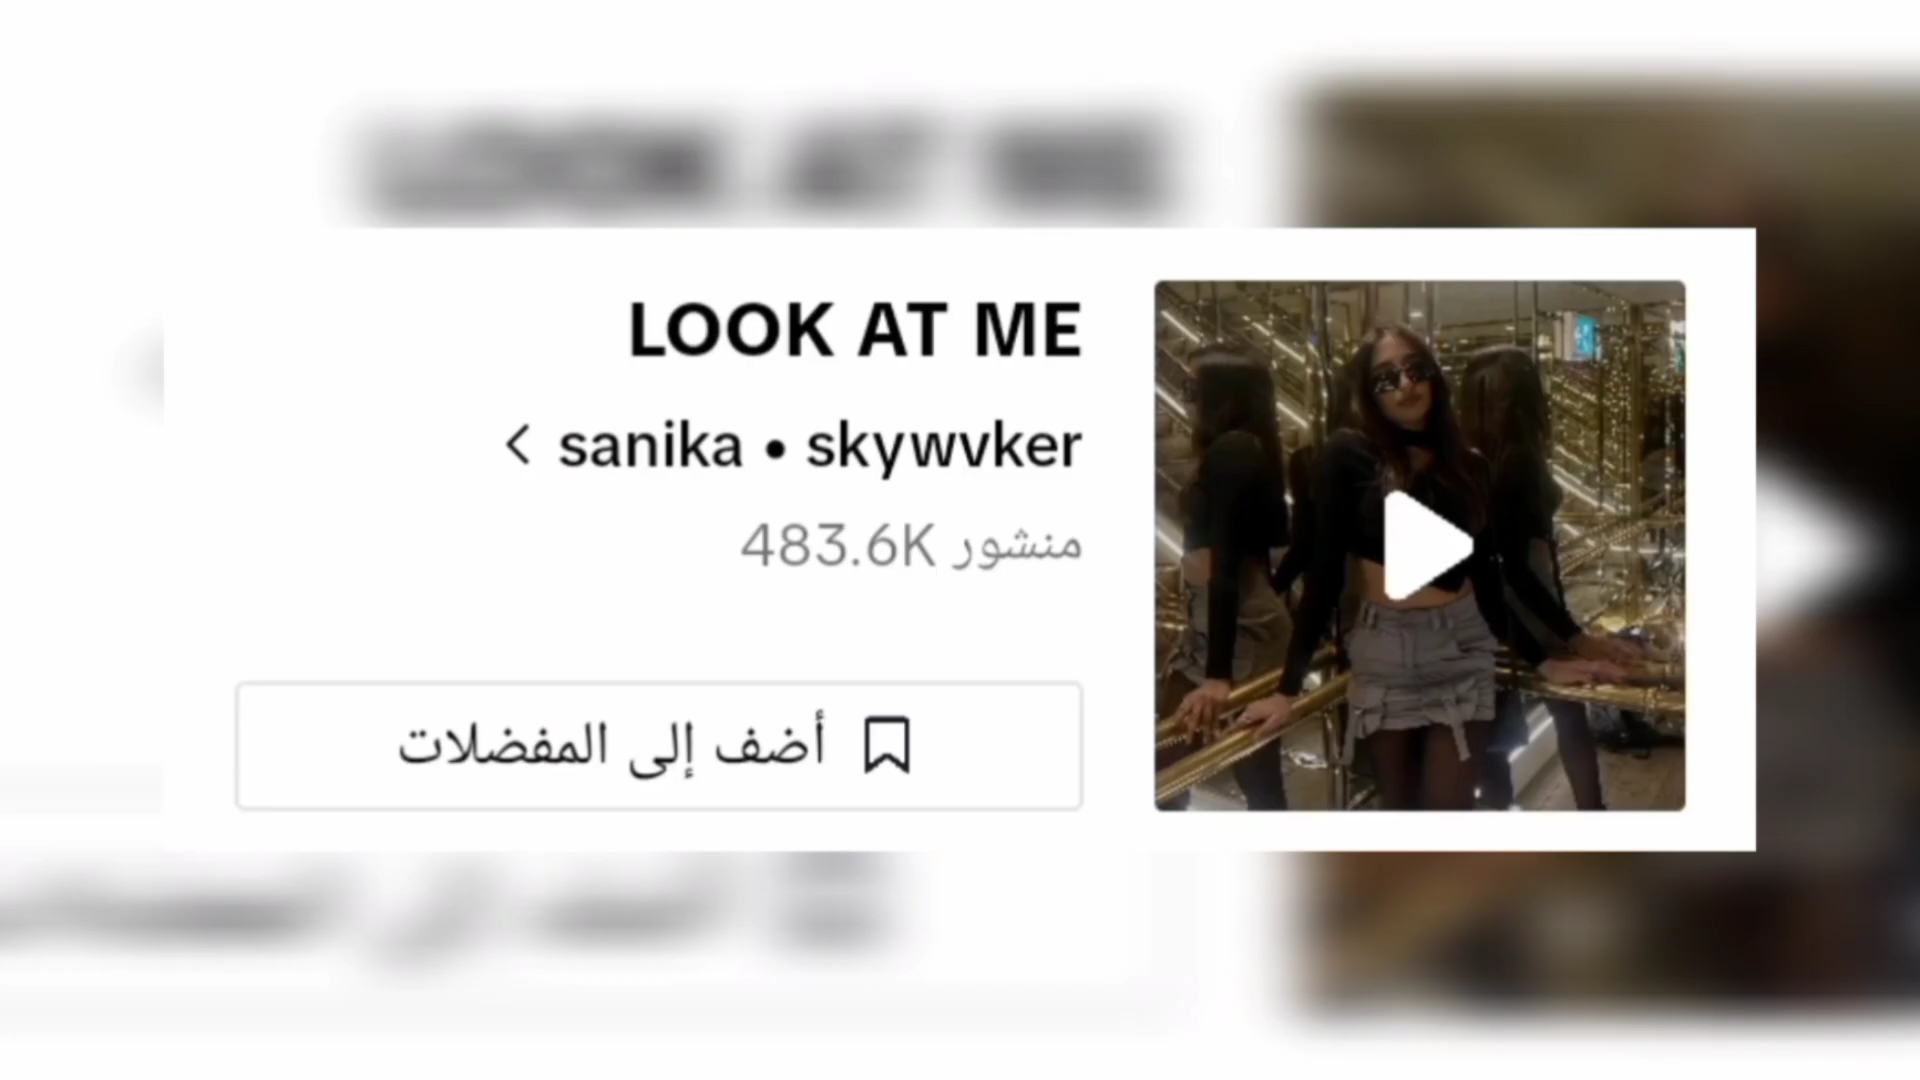 LOOK AT ME
sanika • skywvker
483.6K منشور
أضف إلى المفضلات